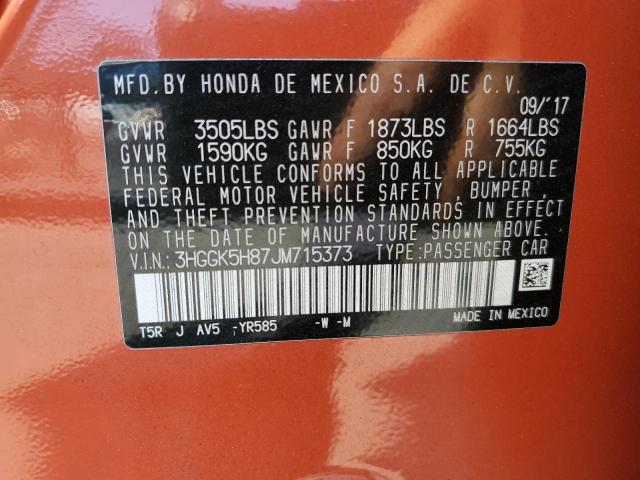 MFD. BY HONDA DE MEXICO S.A. DE C.V.
09/'17
GVWR 3505LBS GAWR F 1873LBS R 1664LBS
GVWR 1590KG GAWR F 850KG R 755KG
THIS VEHICLE CONFORMS TO ALL APPLICABLE
FEDERAL MOTOR VEHICLE SAFETY, BUMPER,
AND THEFT PREVENTION STANDARDS IN EFFECT
ON THE DATE OF MANUFACTURE SHOWN ABOVE.
V.I.N.: 3HGGK5H87JM715373 TYPE:PASSENGER CAR
T5R J AV5 -YR585 -W -M MADE IN MEXICO